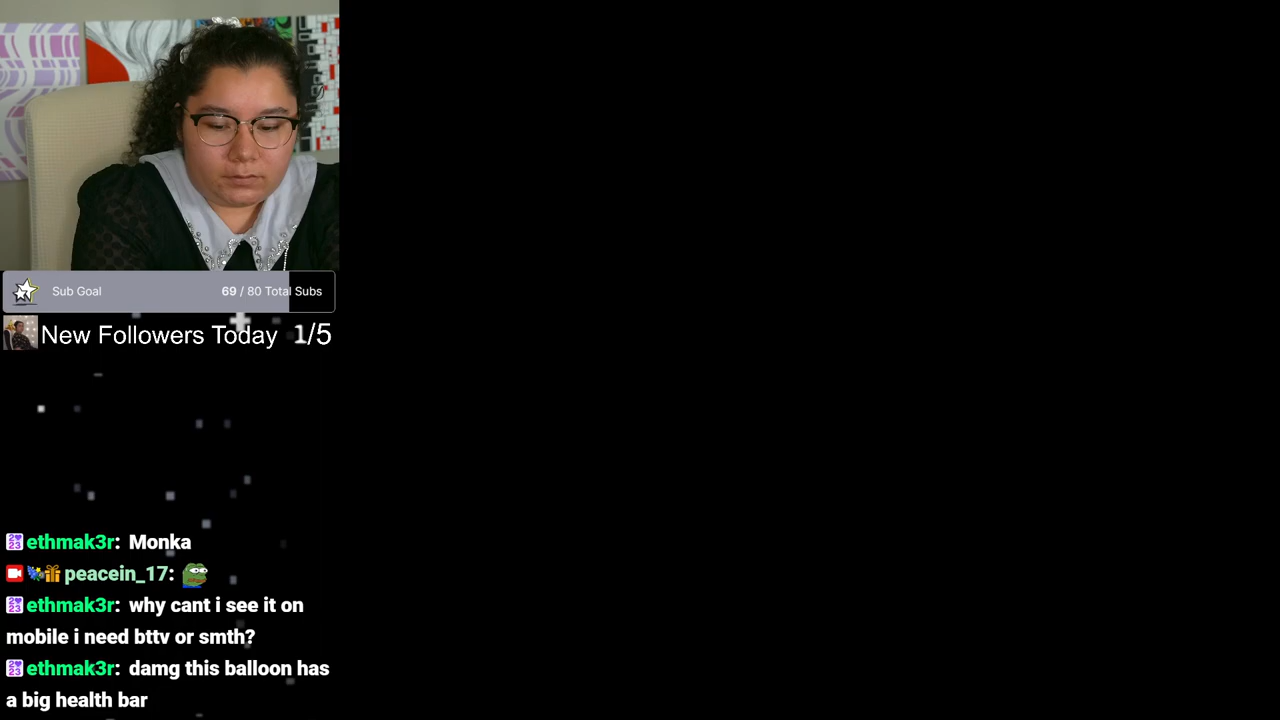 Sub Goal 69 / 80 Total Subs
New Followers Today 1/5
ethmak3r: Monka
peacein_17:
ethmak3r: why cant i see it on
mobile i need bttv or smth?
ethmak3r: damg this balloon has
a big health bar